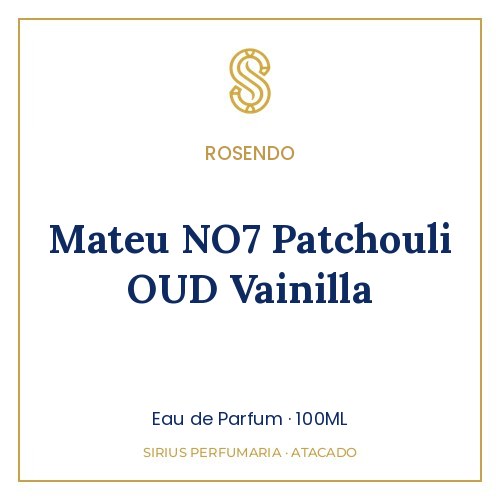 ROSENDO
Mateu NO7 Patchouli
OUD Vainilla
Eau de Parfum · 100ML
SIRIUS PERFUMARIA · ATACADO